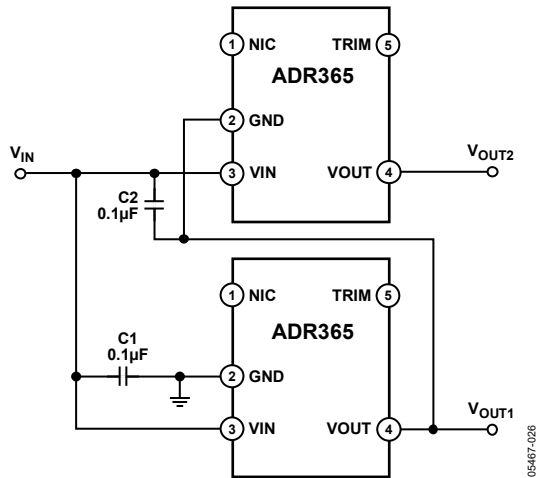 1 NIC TRIM 5
ADR365
2 GND
VIN
3 VIN VOUT 4
VOUT2
C2
0.1µF
1 NIC TRIM 5
ADR365
C1
0.1µF
2 GND
3 VIN VOUT 4
VOUT1
05467-026